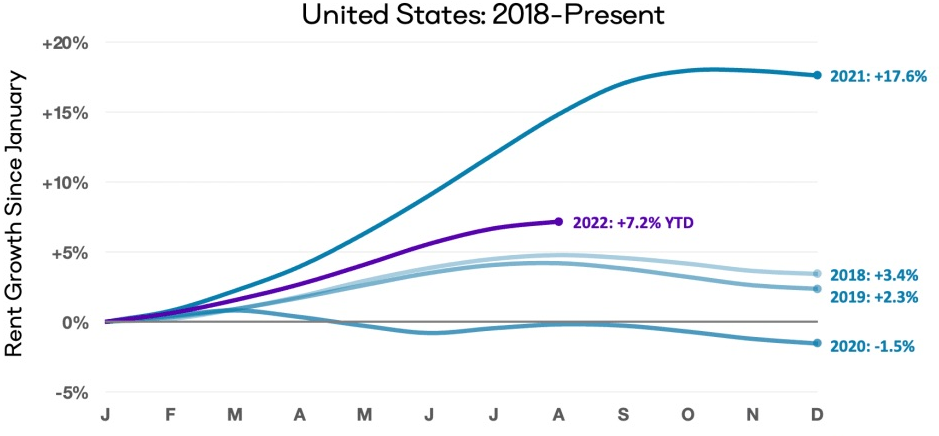 United States: 2018-Present
Rent Growth Since January
+20%
+15%
+10%
+5%
0%
-5%
2021: +17.6%
2022: +7.2% YTD
2018: +3.4%
2019: +2.3%
2020: -1.5%
J F M A M J J A S O N D